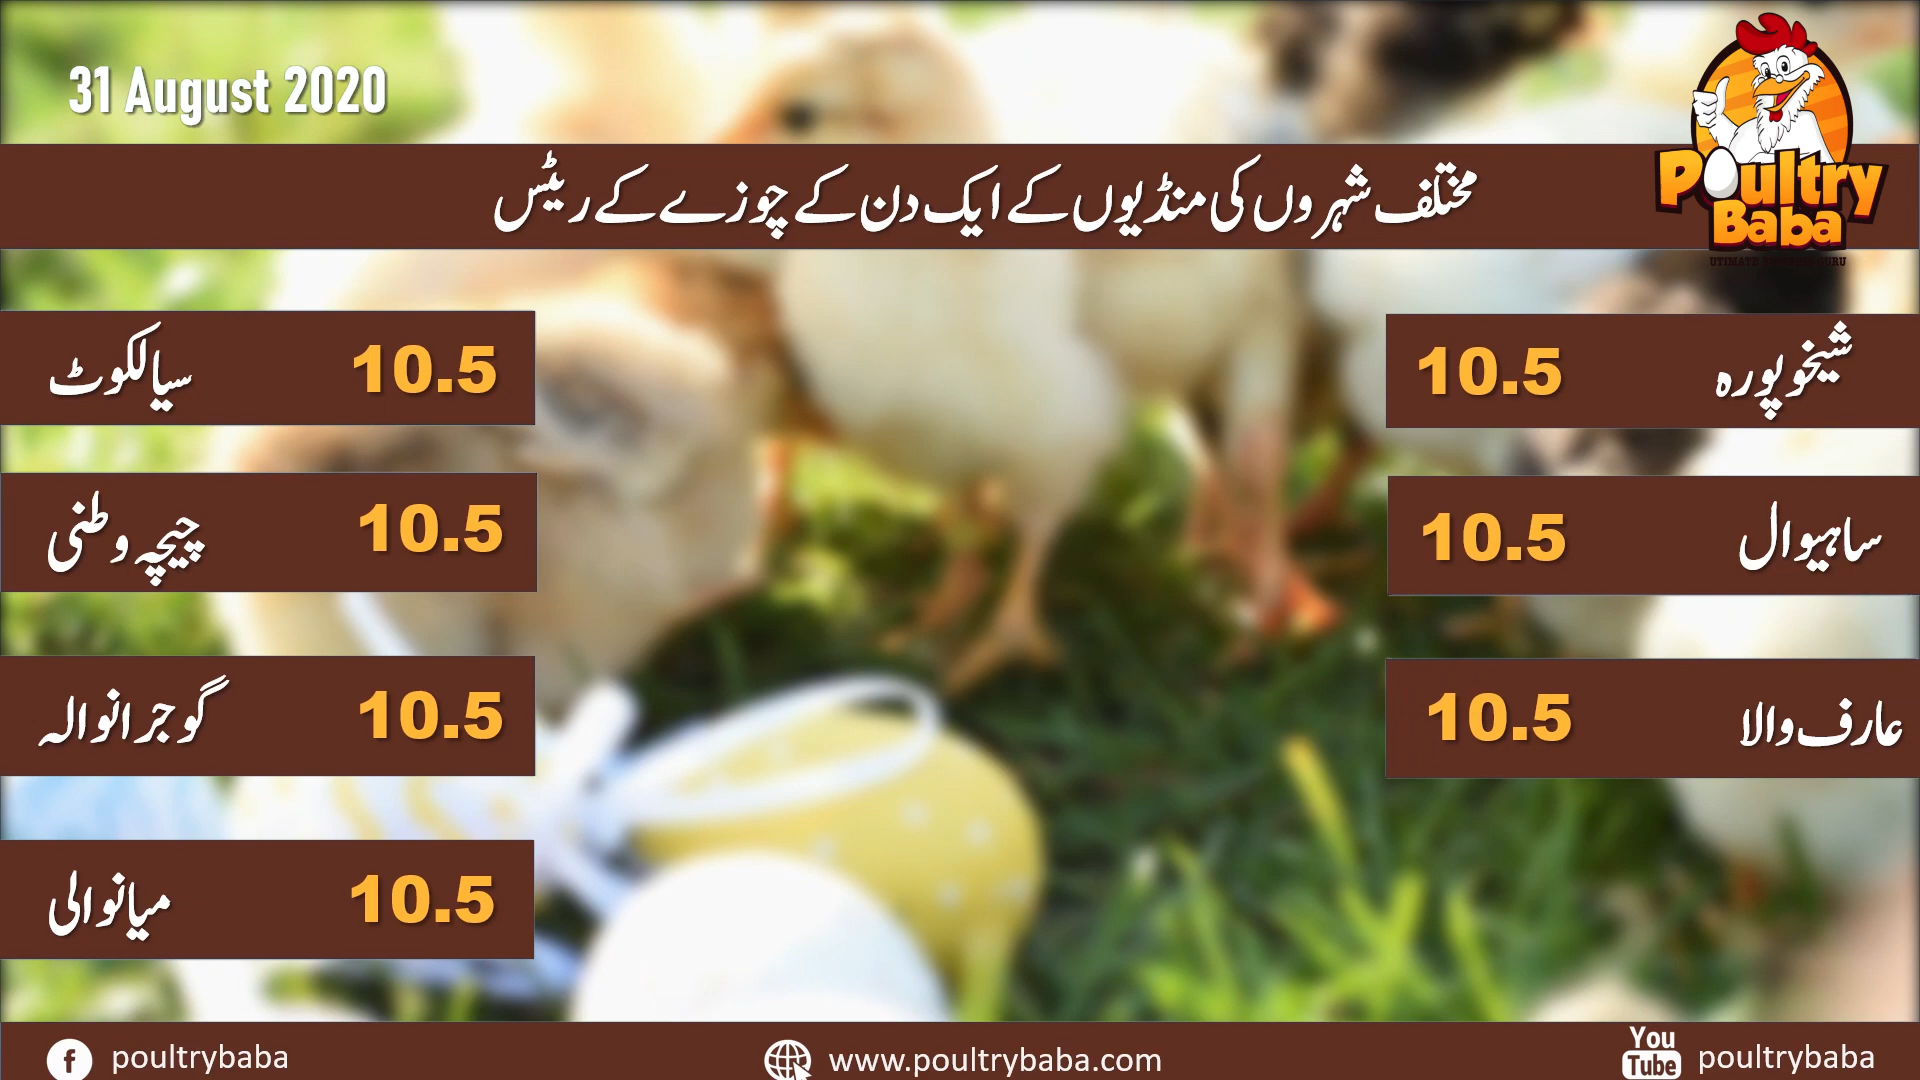 31 August 2020
Poultry
Baba
مختلف شہروں کی منڈیوں کے ایک دن کے چوزے کے ریٹس
شیخوپورہ 10.5
سیالکوٹ 10.5
ساہیوال 10.5
چیچہ وطنی 10.5
عارف والا 10.5
گوجرانوالہ 10.5
میانوالی 10.5
poultrybaba
www.poultrybaba.com
You
Tube poultrybaba